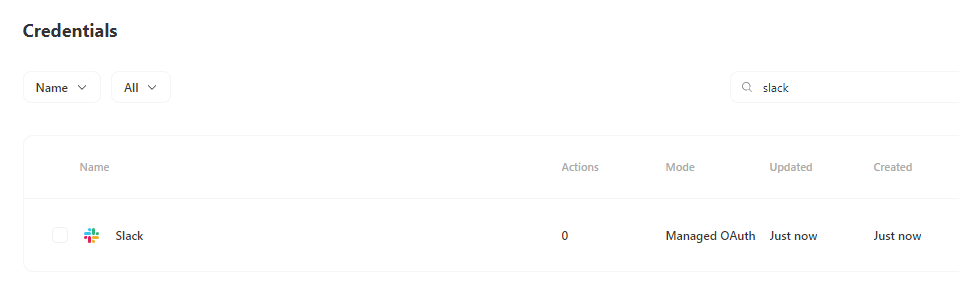 Credentials
Name All slack
Name Actions Mode Updated Created
Slack 0 Managed OAuth Just now Just now